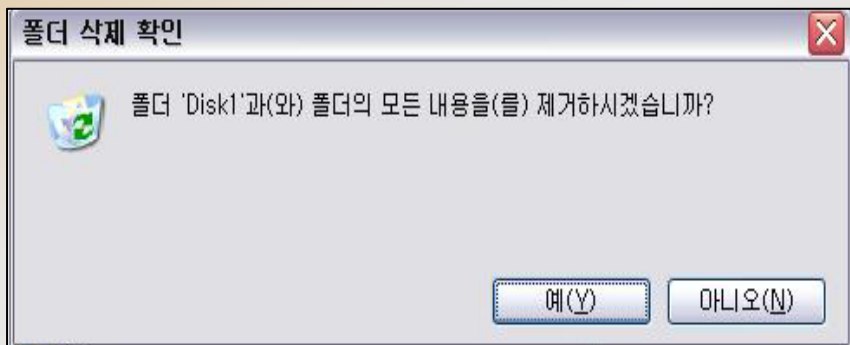 폴더 삭제 확인
폴더 'Disk1'과(와) 폴더의 모든 내용을(를) 제거하시겠습니까?
예(Y)
아니오(N)